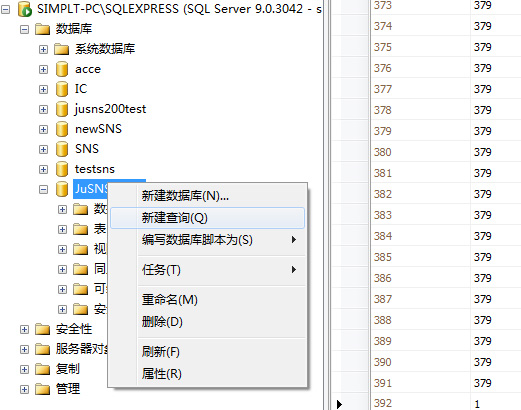 SIMPLT-PC\SQLEXPRESS (SQL Server 9.0.3042 - s
数据库
系统数据库
acce
IC
jusns200test
newSNS
SNS
testsns
JuSNS
数
表
视
同
可
安
安全性
服务器对
复制
管理
新建数据库(N)...
新建查询(Q)
编写数据库脚本为(S)
任务(T)
重命名(M)
删除(D)
刷新(F)
属性(R)
373 1
374 379
375 379
376 379
377 379
378 379
379 379
380 379
381 379
382 379
383 379
384 379
385 379
386 379
387 379
388 379
389 379
390 379
391 379
392 1